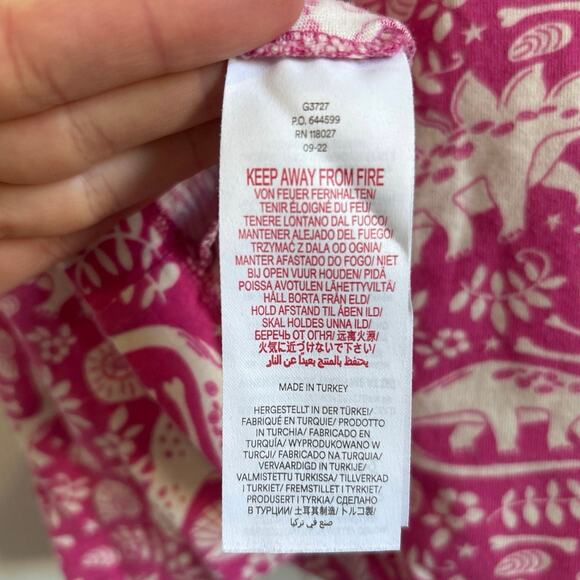 G3727
P.O. 644599
RN 118027
09-22
KEEP AWAY FROM FIRE
VON FEUER FERNHALTEN/
TENIR ÉLOIGNÉ DU FEU/
TENERE LONTANO DAL FUOCO/
MANTENER ALEJADO DEL FUEGO/
TRZYMAĆ Z DALA OD OGNIA/
MANTER AFASTADO DO FOGO/ NIET
BIJ OPEN VUUR HOUDEN/ PIDÄ
POISSA AVOTULEN LÄHETTYVILTÄ/
HÅLL BORTA FRÅN ELD/
HOLD AFSTAND TIL ÅBEN ILD/
SKAL HOLDES UNNA ILD/
БЕРЕЧЬ ОТ ОГНЯ/ 远离火源/
火気に近づけないで下さい/
يحتفظ بالمنتج بعيداً عن النار
MADE IN TURKEY
HERGESTELLT IN DER TÜRKEI/
FABRIQUÉ EN TURQUIE/ PRODOTTO
IN TURCHIA/ FABRICADO EN
TURQUÍA/ WYPRODUKOWANO W
TURCJI/ FABRICADO NA TURQUIA/
VERVAARDIGD IN TURKIJE/
VALMISTETTU TURKISSA/ TILLVERKAD
I TURKIET/ FREMSTILLET I TYRKIET/
PRODUSERT I TYRKIA/ СДЕЛАНО
В ТУРЦИИ/ 土耳其制造/ トルコ製/
صنع في تركيا